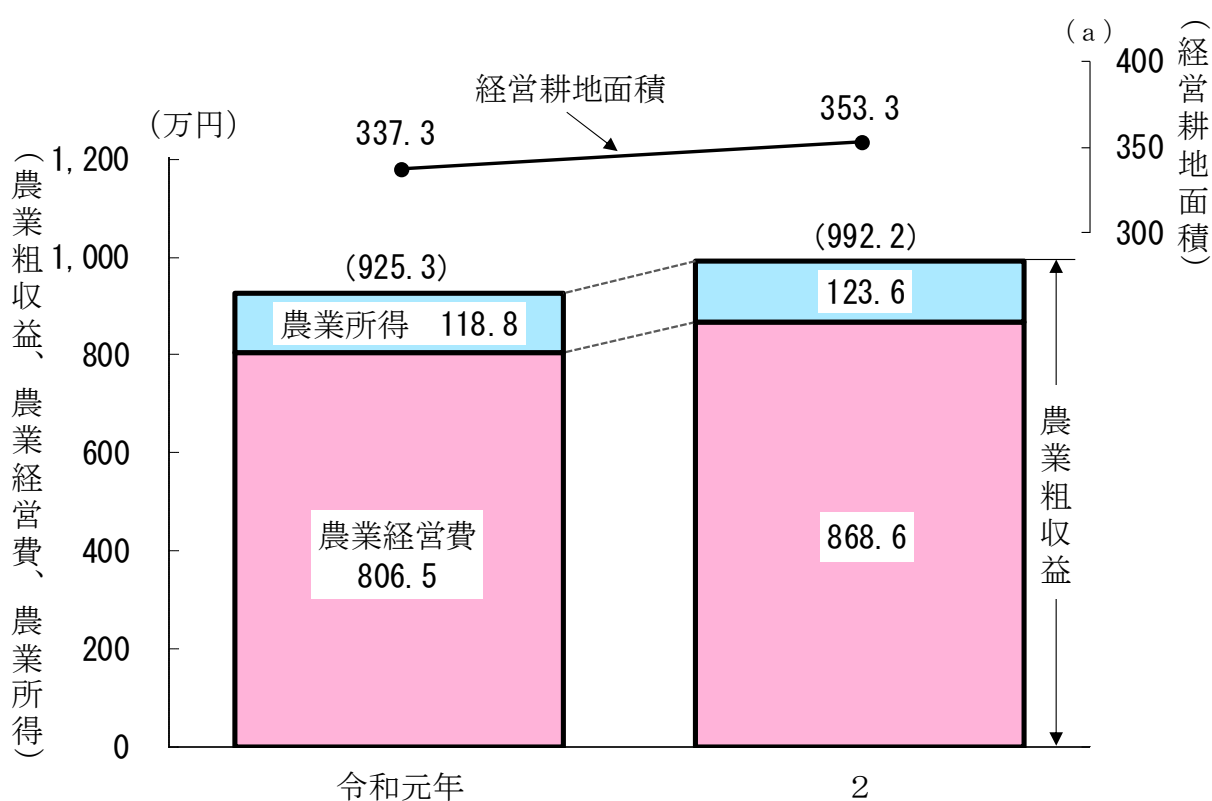 （a）
（経営耕地面積）
400
350
300
経営耕地面積
337.3
353.3
（万円）
（農業粗収益、農業経営費、農業所得）
1,200
1,000
800
600
400
200
0
(925.3)
(992.2)
農業所得　118.8
123.6
農業経営費
806.5
868.6
農業粗収益
令和元年
２